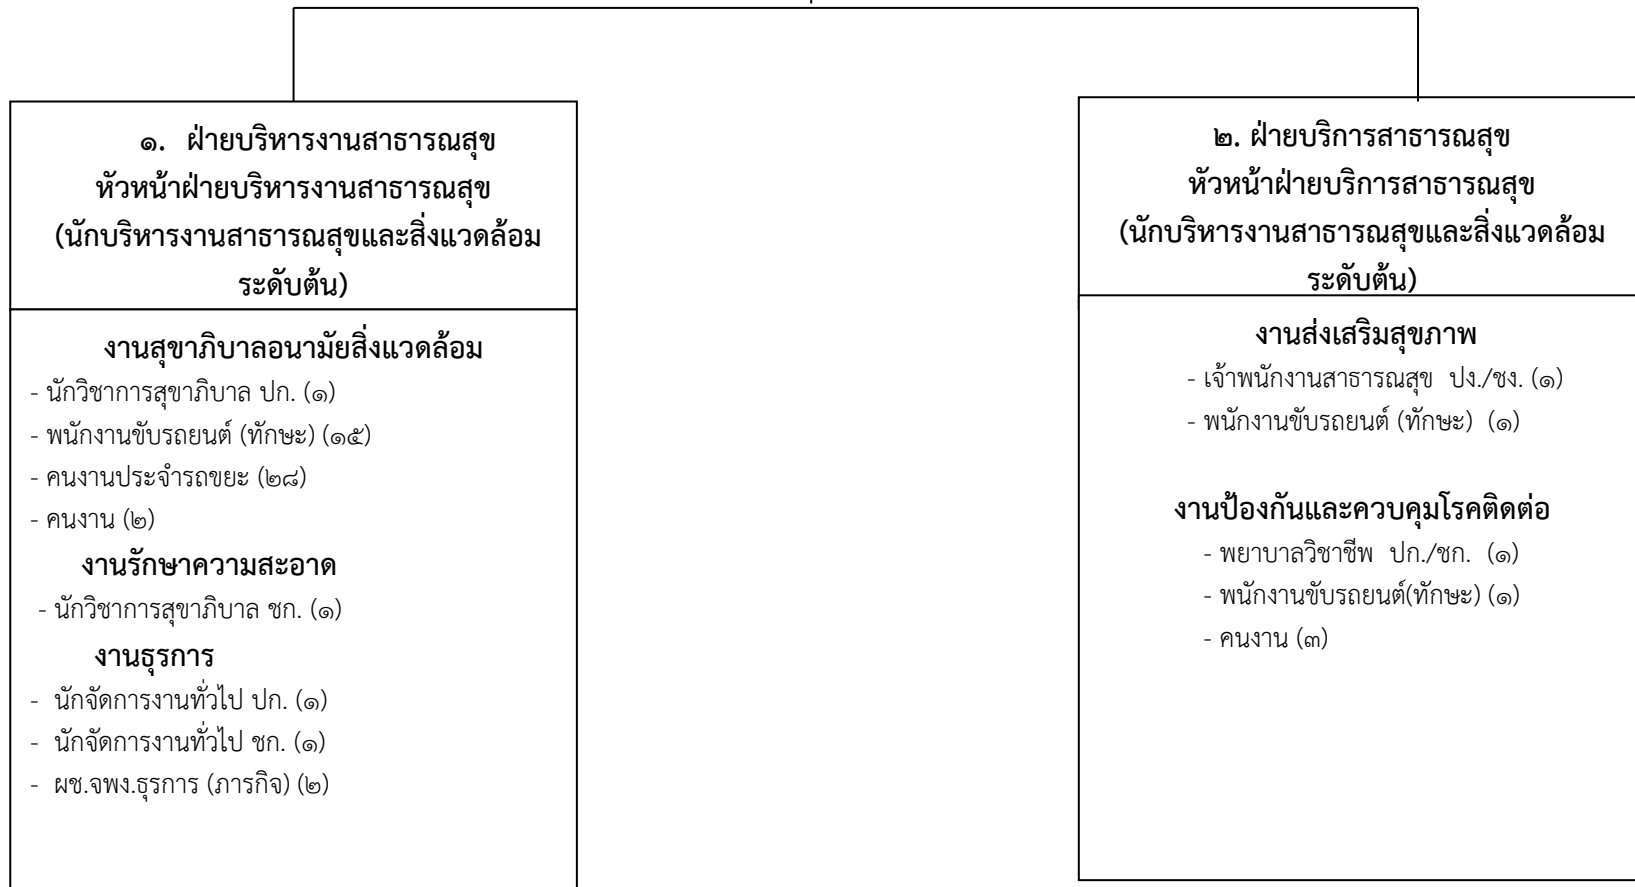 ๑. ฝ่ายบริหารงานสาธารณสุข
หัวหน้าฝ่ายบริหารงานสาธารณสุข
(นักบริหารงานสาธารณสุขและสิ่งแวดล้อม
ระดับต้น)
งานสุขาภิบาลอนามัยสิ่งแวดล้อม
- นักวิชาการสุขาภิบาล ปก. (๑)
- พนักงานขับรถยนต์ (ทักษะ) (๑๕)
- คนงานประจำรถขยะ (๒๘)
- คนงาน (๒)
งานรักษาความสะอาด
- นักวิชาการสุขาภิบาล ชก. (๑)
งานธุรการ
- นักจัดการงานทั่วไป ปก. (๑)
- นักจัดการงานทั่วไป ชก. (๑)
- ผช.จพง.ธุรการ (ภารกิจ) (๒)
๒. ฝ่ายบริการสาธารณสุข
หัวหน้าฝ่ายบริการสาธารณสุข
(นักบริหารงานสาธารณสุขและสิ่งแวดล้อม
ระดับต้น)
งานส่งเสริมสุขภาพ
- เจ้าพนักงานสาธารณสุข ปง./ชง. (๑)
- พนักงานขับรถยนต์ (ทักษะ) (๑)
งานป้องกันและควบคุมโรคติดต่อ
- พยาบาลวิชาชีพ ปก./ชก. (๑)
- พนักงานขับรถยนต์(ทักษะ) (๑)
- คนงาน (๓)